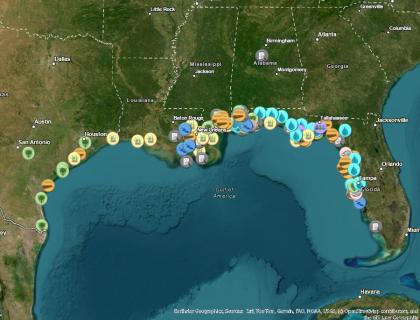 Little Rock
Greenville
Columbia
Atlanta
Birmingham
Alabama
Georgia
Dallas
Mississippi
Jackson
Montgomery
Louisiana
Austin
Houston
San Antonio
Baton Rouge
New Orleans
Tallahassee
Jacksonville
Orlando
Tampa
Florida
Gulf of
America
Miami
Havana
Earthstar Geographics, Sources: Esri, TomTom, Garmin, FAO, NOAA, USGS, (c) OpenStreetMap contributors, and
the GIS User Community